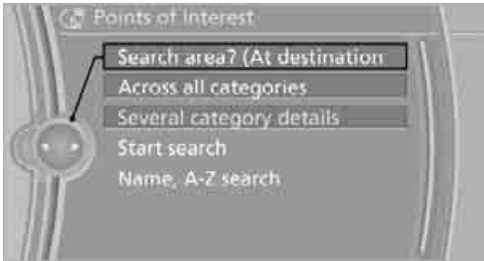 Points of Interest
Search area? (At destination
Across all categories
Several category details
Start search
Name, A-Z search